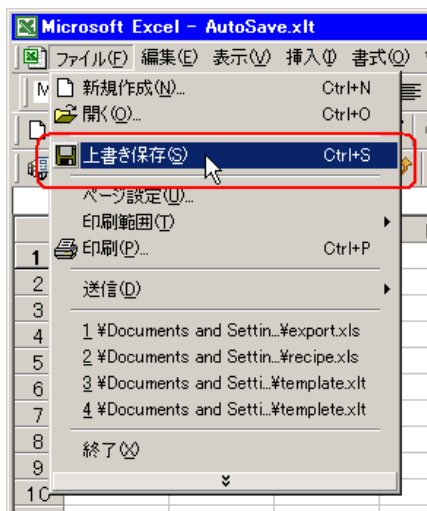 Microsoft Excel - AutoSave.xlt
ファイル(F) 編集(E) 表示(V) 挿入(I) 書式(O)
新規作成(N)... Ctrl+N
開く(O)... Ctrl+O
上書き保存(S) Ctrl+S
ページ設定(U)...
印刷範囲(T)
印刷(P)... Ctrl+P
送信(D)
1 ¥Documents and Settin...¥export.xls
2 ¥Documents and Settin...¥recipe.xls
3 ¥Documents and Setti...¥template.xlt
4 ¥Documents and Setti...¥templete.xlt
終了(X)
1
2
3
4
5
6
7
8
9
10